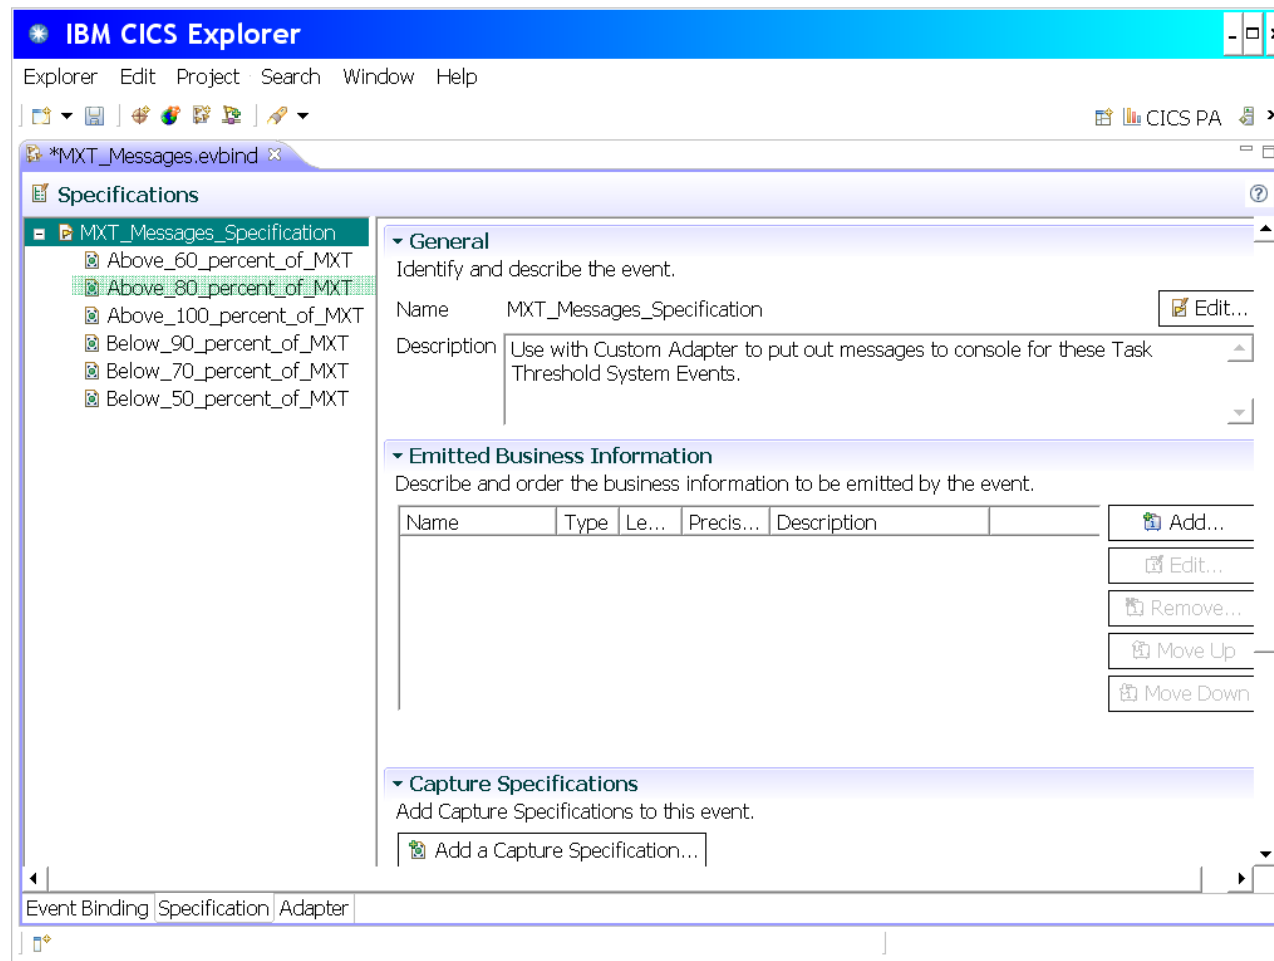 IBM CICS Explorer
Explorer Edit Project Search Window Help
CICS PA
*MXT_Messages.evbind
Specifications
MXT_Messages_Specification
Above_60_percent_of_MXT
Above_80_percent_of_MXT
Above_100_percent_of_MXT
Below_90_percent_of_MXT
Below_70_percent_of_MXT
Below_50_percent_of_MXT
General
Identify and describe the event.
Name MXT_Messages_Specification Edit...
Description Use with Custom Adapter to put out messages to console for these Task
Threshold System Events.
Emitted Business Information
Describe and order the business information to be emitted by the event.
Name Type Le... Precis... Description
Add...
Edit...
Remove...
Move Up
Move Down
Capture Specifications
Add Capture Specifications to this event.
Add a Capture Specification...
Event Binding Specification Adapter